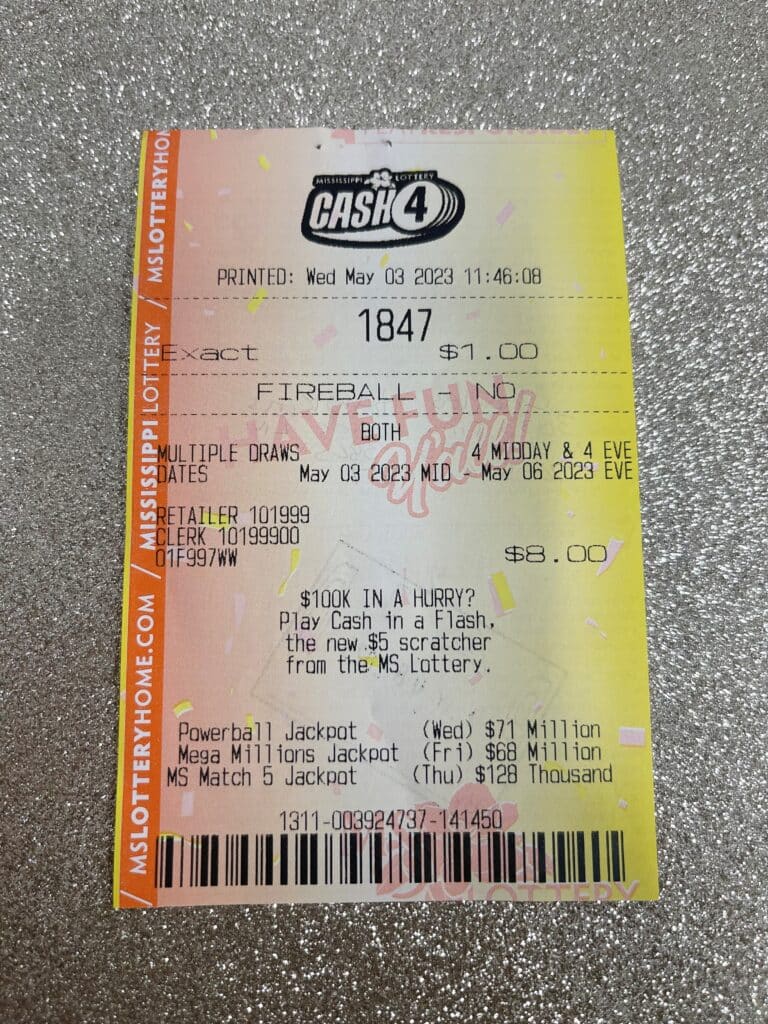 MISSISSIPPI LOTTERY
CASH 4
PRINTED: Wed May 03 2023 11:46:08
1847
Exact $1.00
FIREBALL - NO
HAVE FUN
Y'all!
BOTH
MULTIPLE DRAWS 4 MIDDAY & 4 EVE
DATES May 03 2023 MID - May 06 2023 EVE
RETAILER 101999
CLERK 10199900
01F997WW $8.00
$100K IN A HURRY?
Play Cash in a Flash,
the new $5 scratcher
from the MS Lottery.
Powerball Jackpot (Wed) $71 Million
Mega Millions Jackpot (Fri) $68 Million
MS Match 5 Jackpot (Thu) $128 Thousand
1311-003924737-141450
LOTTERY
/ MSLOTTERYHOME.COM / MISSISSIPPI LOTTERY / MSLOTTERYHO